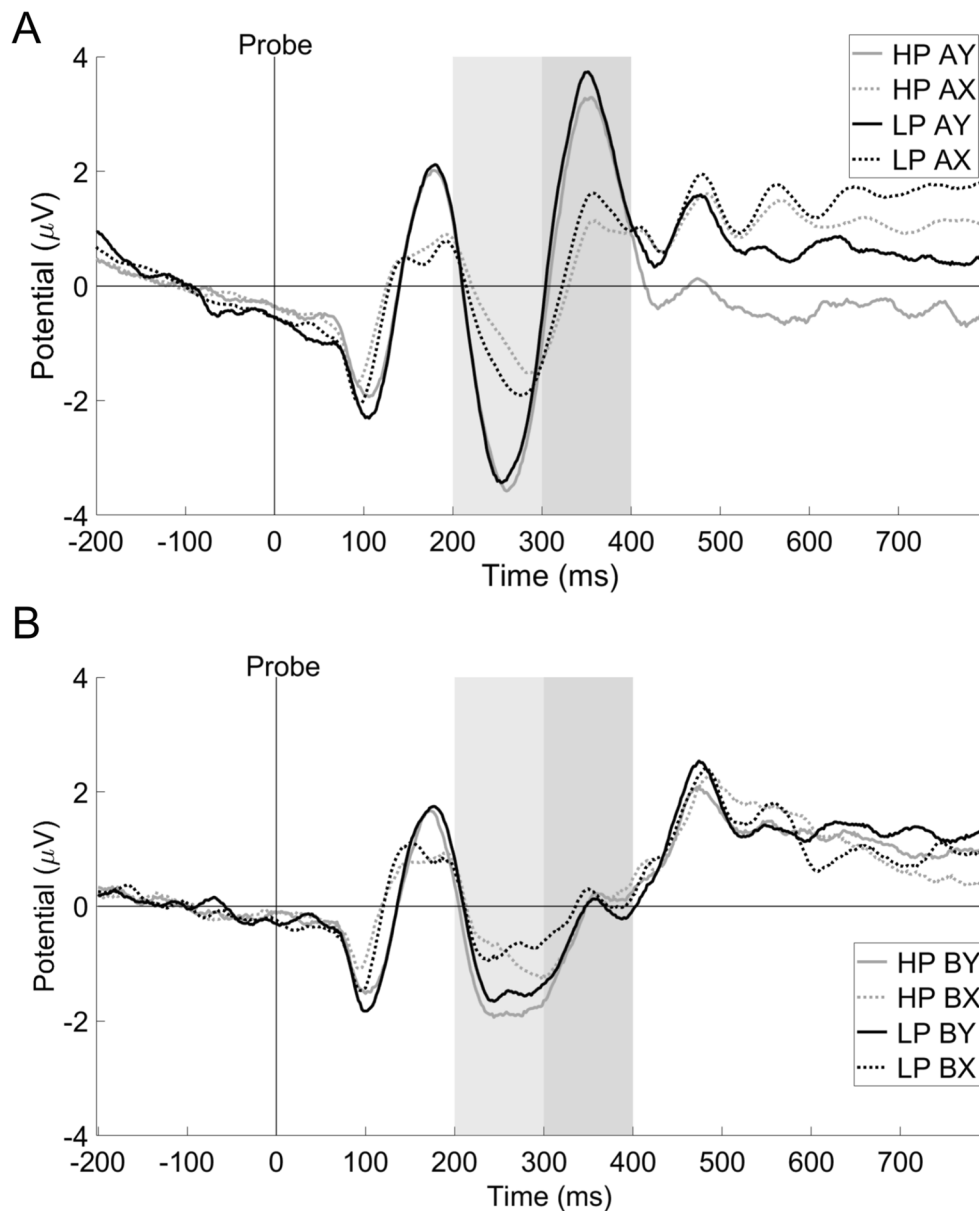 A
Probe
4
2
0
-2
-4
Potential (μV)
HP AY
HP AX
LP AY
LP AX
-200 -100 0 100 200 300 400 500 600 700
Time (ms)
B
Probe
4
2
0
-2
-4
Potential (μV)
HP BY
HP BX
LP BY
LP BX
-200 -100 0 100 200 300 400 500 600 700
Time (ms)